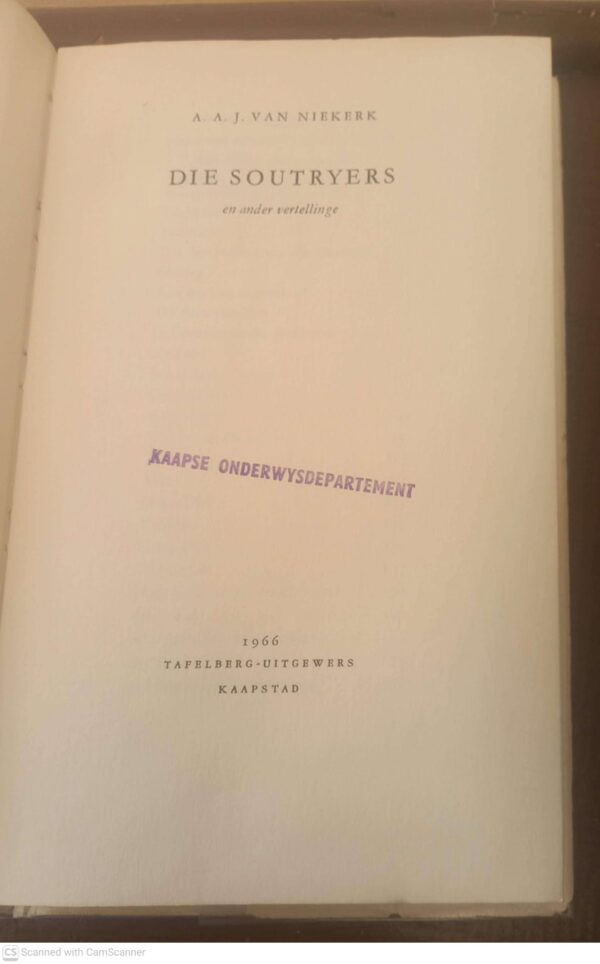 A. A. J. VAN NIEKERK
DIE SOUTRYERS
en ander vertellinge
KAAPSE ONDERWYSDEPARTEMENT
1966
TAFELBERG-UITGEWERS
KAAPSTAD
CS Scanned with CamScanner